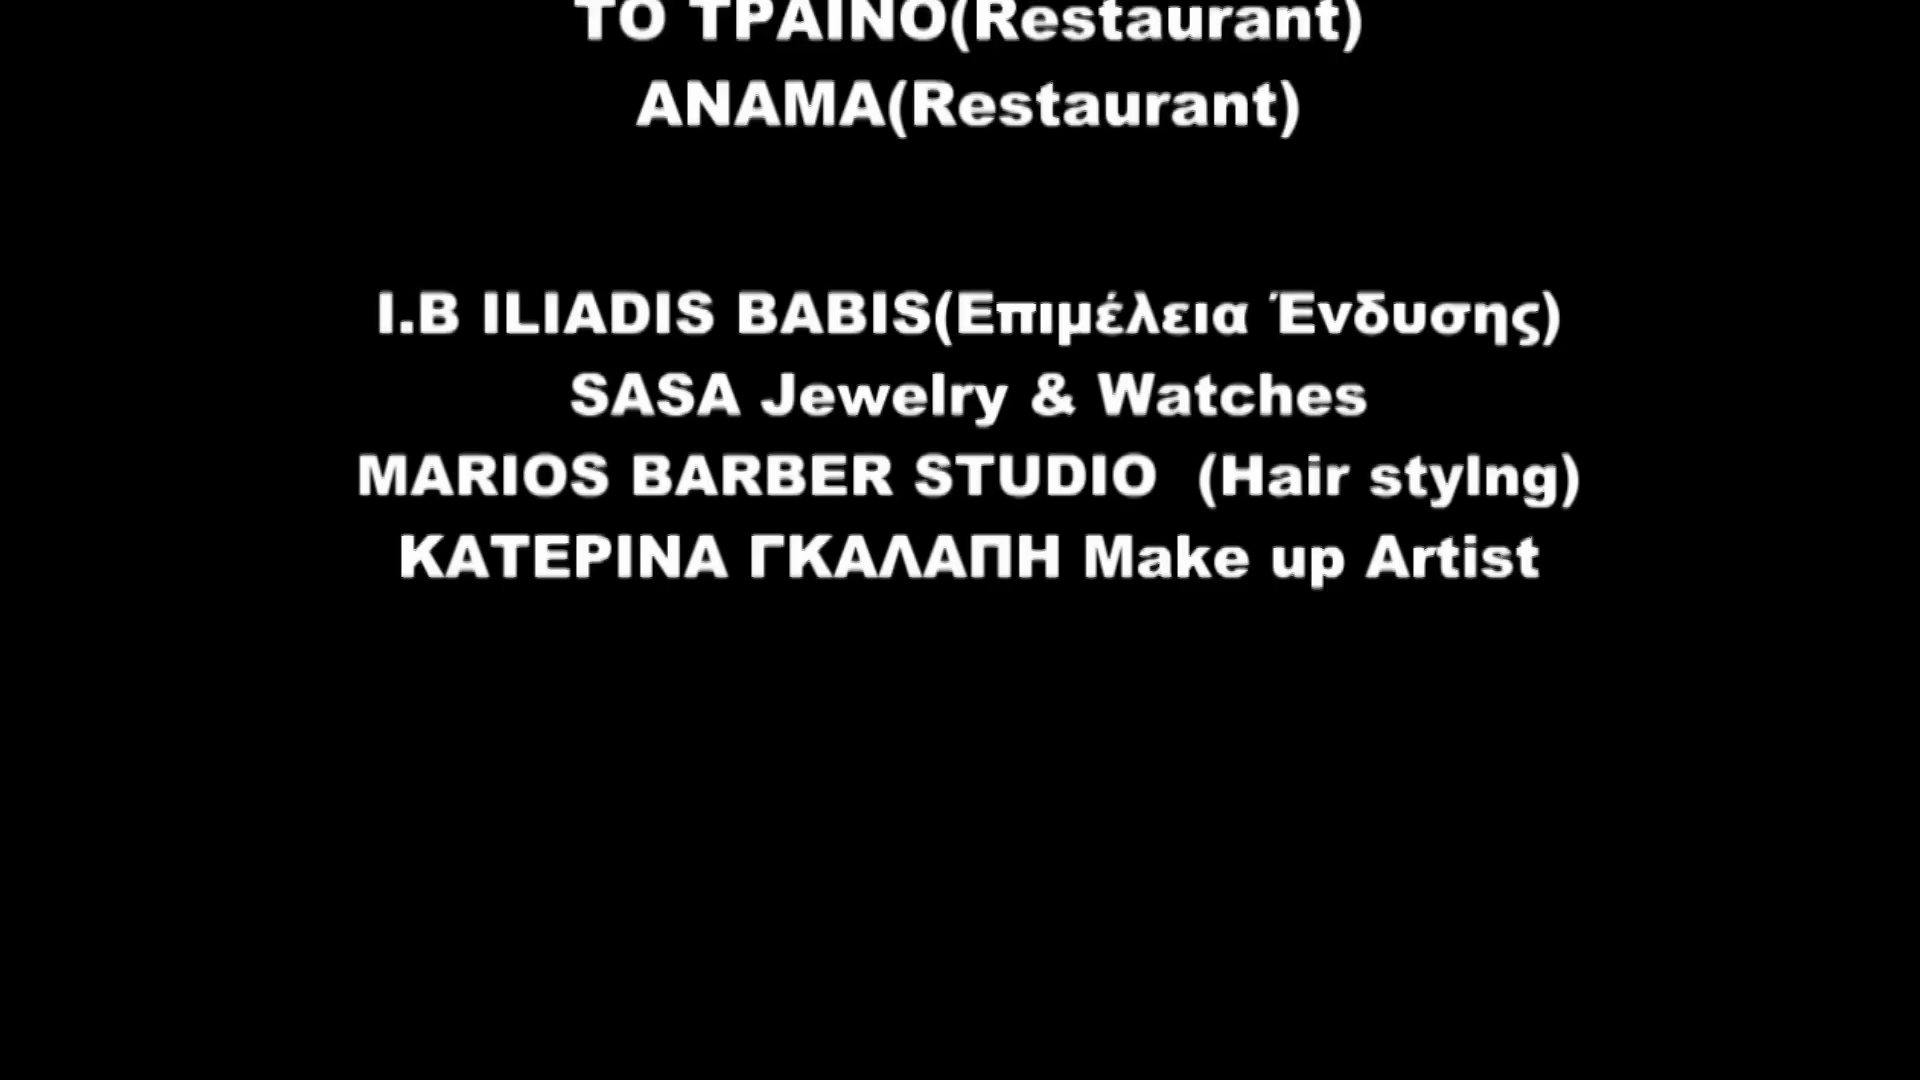 ΤΟ ΤΡΑΙΝΟ(Restaurant)
ΑΝΑΜΑ(Restaurant)
I.B ILIADIS BABIS(Επιμέλεια Ένδυσης)
SASA Jewelry & Watches
MARIOS BARBER STUDIO (Hair stylng)
ΚΑΤΕΡΙΝΑ ΓΚΑΛΑΠΗ Make up Artist